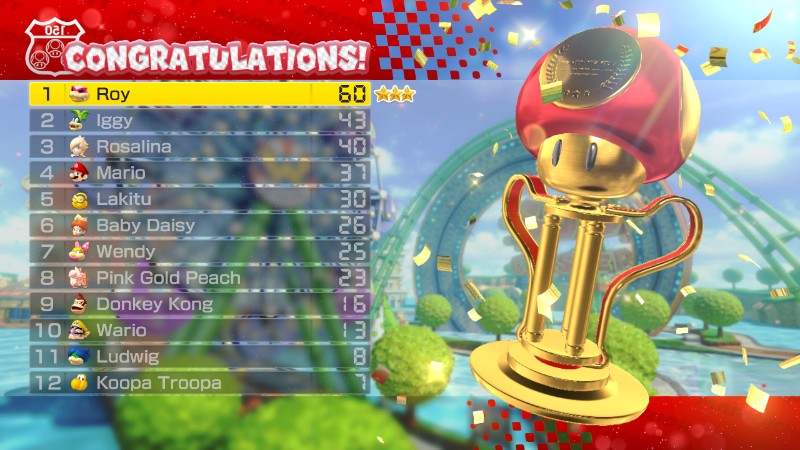 150
CONGRATULATIONS!
1 Roy 60
2 Iggy 43
3 Rosalina 40
4 Mario 37
5 Lakitu 30
6 Baby Daisy 26
7 Wendy 25
8 Pink Gold Peach 23
9 Donkey Kong 16
10 Wario 13
11 Ludwig 8
12 Koopa Troopa 7